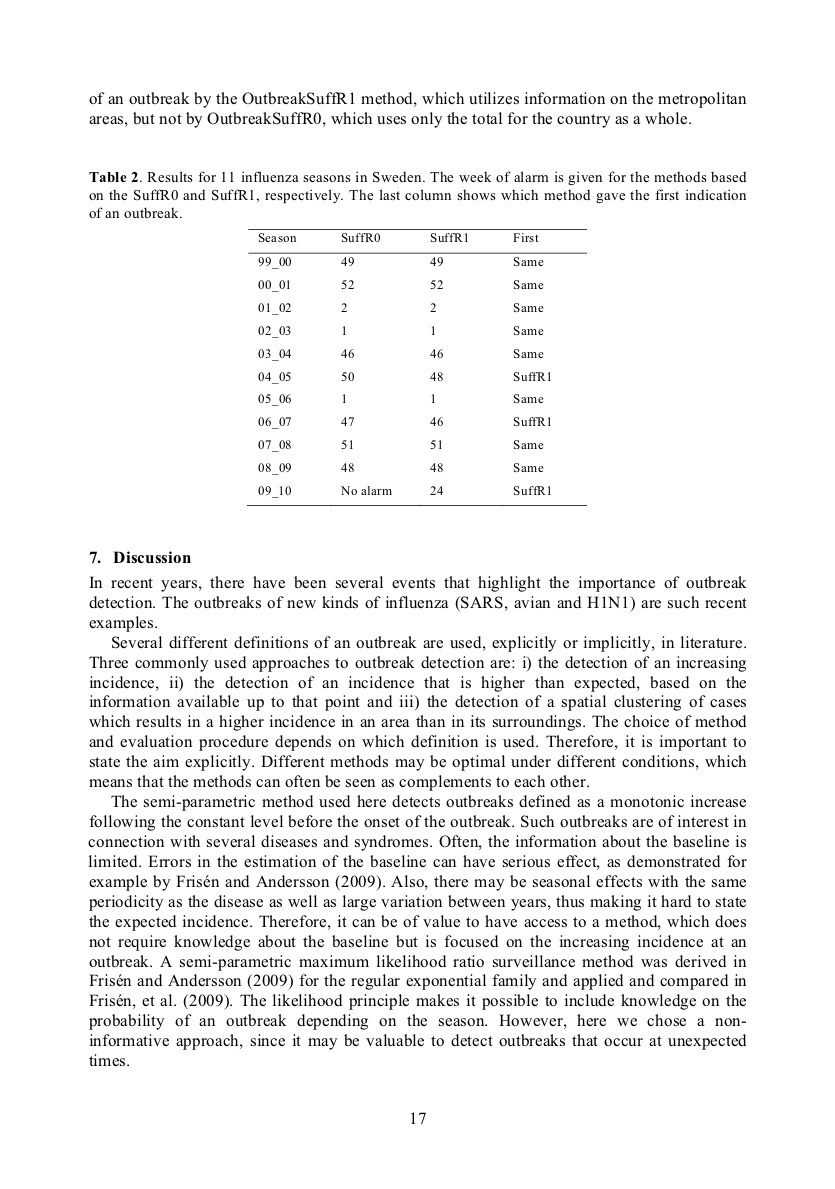 of an outbreak by the OutbreakSuffR1 method, which utilizes information on the metropolitan
areas, but not by OutbreakSuffR0, which uses only the total for the country as a whole.
Table 2. Results for 11 influenza seasons in Sweden. The week of alarm is given for the methods based
on the SuffR0 and SuffR1, respectively. The last column shows which method gave the first indication
of an outbreak.
Season SuffR0 SuffR1 First
99_00 49 49 Same
00_01 52 52 Same
01_02 2 2 Same
02_03 1 1 Same
03_04 46 46 Same
04_05 50 48 SuffR1
05_06 1 1 Same
06_07 47 46 SuffR1
07_08 51 51 Same
08_09 48 48 Same
09_10 No alarm 24 SuffR1
7. Discussion
In recent years, there have been several events that highlight the importance of outbreak
detection. The outbreaks of new kinds of influenza (SARS, avian and H1N1) are such recent
examples.
Several different definitions of an outbreak are used, explicitly or implicitly, in literature.
Three commonly used approaches to outbreak detection are: i) the detection of an increasing
incidence, ii) the detection of an incidence that is higher than expected, based on the
information available up to that point and iii) the detection of a spatial clustering of cases
which results in a higher incidence in an area than in its surroundings. The choice of method
and evaluation procedure depends on which definition is used. Therefore, it is important to
state the aim explicitly. Different methods may be optimal under different conditions, which
means that the methods can often be seen as complements to each other.
The semi-parametric method used here detects outbreaks defined as a monotonic increase
following the constant level before the onset of the outbreak. Such outbreaks are of interest in
connection with several diseases and syndromes. Often, the information about the baseline is
limited. Errors in the estimation of the baseline can have serious effect, as demonstrated for
example by Frisén and Andersson (2009). Also, there may be seasonal effects with the same
periodicity as the disease as well as large variation between years, thus making it hard to state
the expected incidence. Therefore, it can be of value to have access to a method, which does
not require knowledge about the baseline but is focused on the increasing incidence at an
outbreak. A semi-parametric maximum likelihood ratio surveillance method was derived in
Frisén and Andersson (2009) for the regular exponential family and applied and compared in
Frisén, et al. (2009). The likelihood principle makes it possible to include knowledge on the
probability of an outbreak depending on the season. However, here we chose a non-
informative approach, since it may be valuable to detect outbreaks that occur at unexpected
times.
17